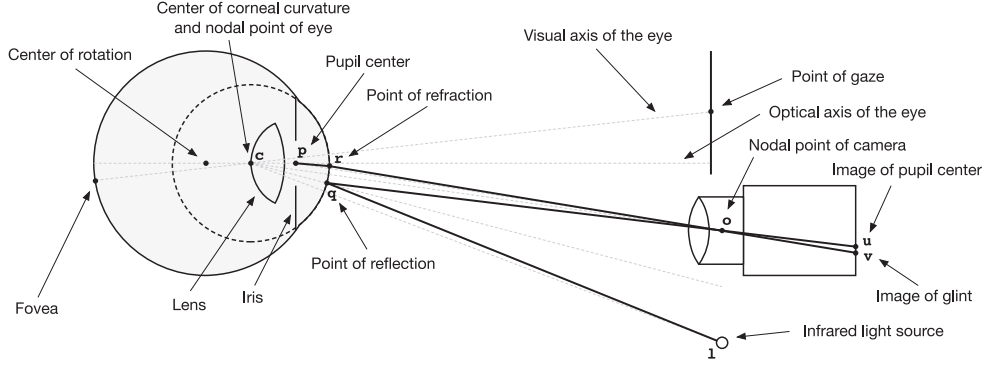 Center of corneal curvature
and nodal point of eye
Center of rotation
Pupil center
Point of refraction
Visual axis of the eye
Point of gaze
Optical axis of the eye
Nodal point of camera
Image of pupil center
c
p
r
q
o
u
v
Point of reflection
Fovea
Lens
Iris
Image of glint
Infrared light source
l